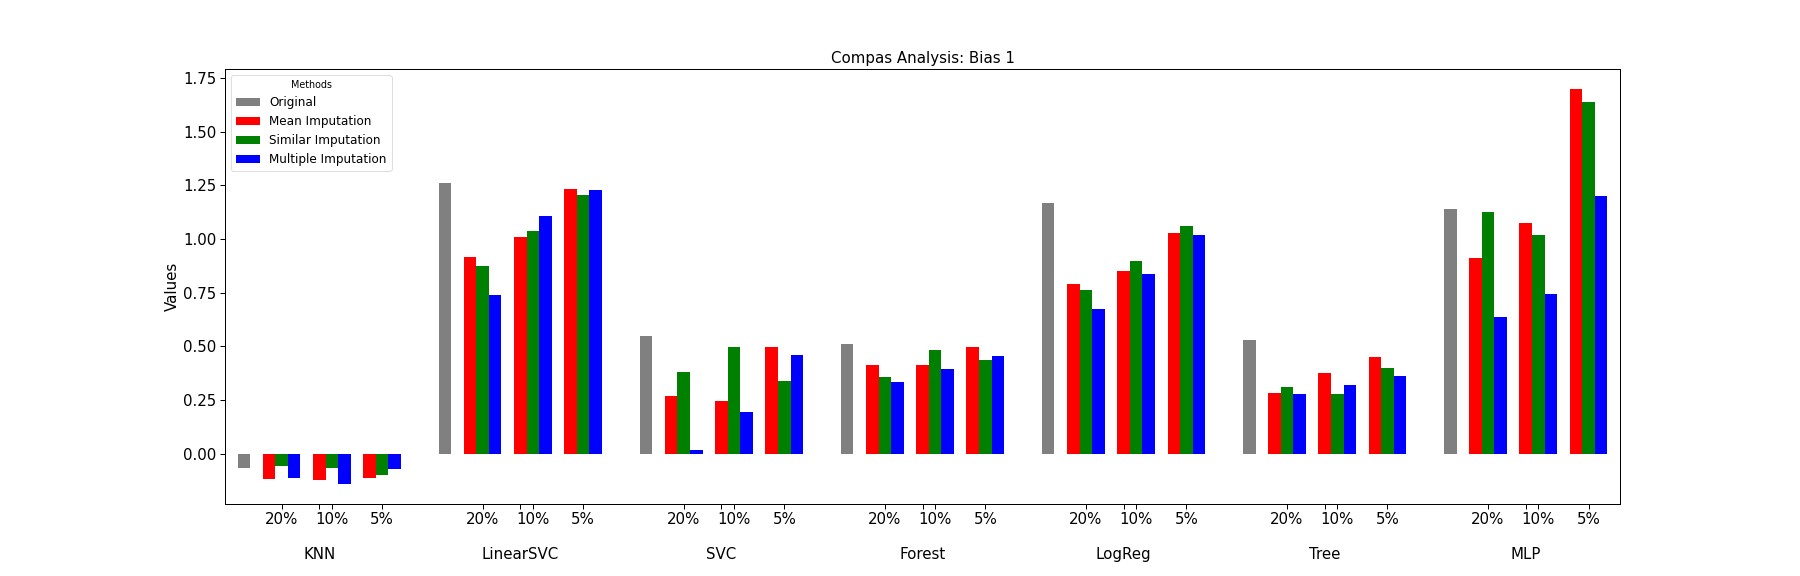 Compas Analysis: Bias 1
Methods
Original
Mean Imputation
Similar Imputation
Multiple Imputation
Values
1.75
1.50
1.25
1.00
0.75
0.50
0.25
0.00
20% 10% 5% 20% 10% 5% 20% 10% 5% 20% 10% 5% 20% 10% 5% 20% 10% 5% 20% 10% 5%
KNN LinearSVC SVC Forest LogReg Tree MLP